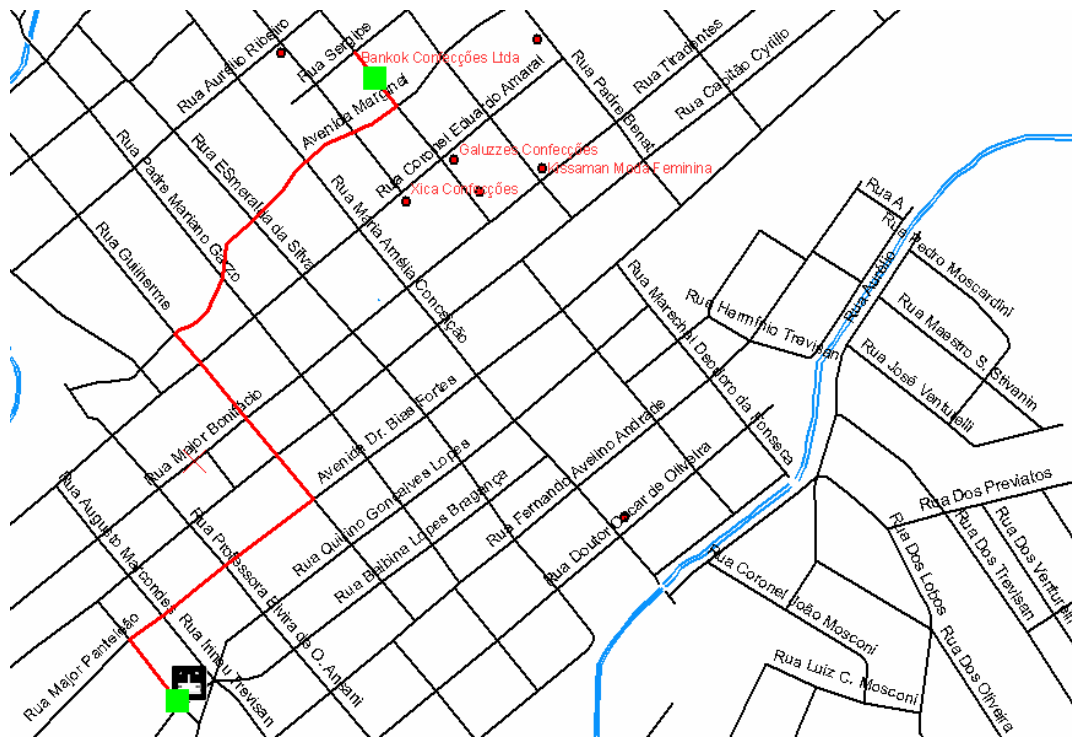 Rua Aurélio Ribeiro
Rua Sergipe
Bankok Confecções Ltda
Avenida Marginal
Rua Coronel Eduardo Amaral
Rua Padre Benat
Rua Tiradentes
Rua Capitão Cyrillo
Galuzzes Confecções
Kissaman Moda Feminina
Xica Confecções
Rua Padre Mariano Garzo
Rua ESmeralda da Silva
Rua Maria Amélia Conceição
Rua Guilherme
Rua A
Rua Pedro Moscardini
Rua Aurélio
Rua Maestro S. Stivanin
Rua José Venturelli
Rua Hermínio Trevisan
Rua Marechal Deodoro da Fonseca
Rua Major Bonifácio
Avenida Dr. Bias Fortes
Rua Quirino Gonçalves Lopes
Rua Balbina Lopes Bragança
Rua Fernando Avelino Andrade
Rua Doutor Oscar de Oliveira
Rua Augusto Marcondes
Rua Professora Elvira de O. Ansani
Rua Irineu Trevisan
Rua Major Panteleão
Rua Dos Previatos
Rua Dos Lobos
Rua Dos Trevisan
Rua Dos Venturelin
Rua Dos Oliveira
Rua Coronel João Mosconi
Rua Luiz C. Mosconi